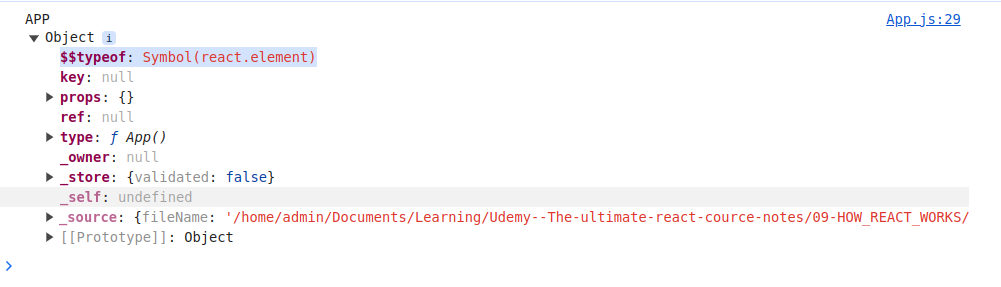 APP App.js:29
▼ Object i
$$typeof: Symbol(react.element)
key: null
▶ props: {}
ref: null
▶ type: ƒ App()
_owner: null
▶ _store: {validated: false}
_self: undefined
▶ _source: {fileName: '/home/admin/Documents/Learning/Udemy--The-ultimate-react-cource-notes/09-HOW_REACT_WORKS/
▶ [[Prototype]]: Object
>